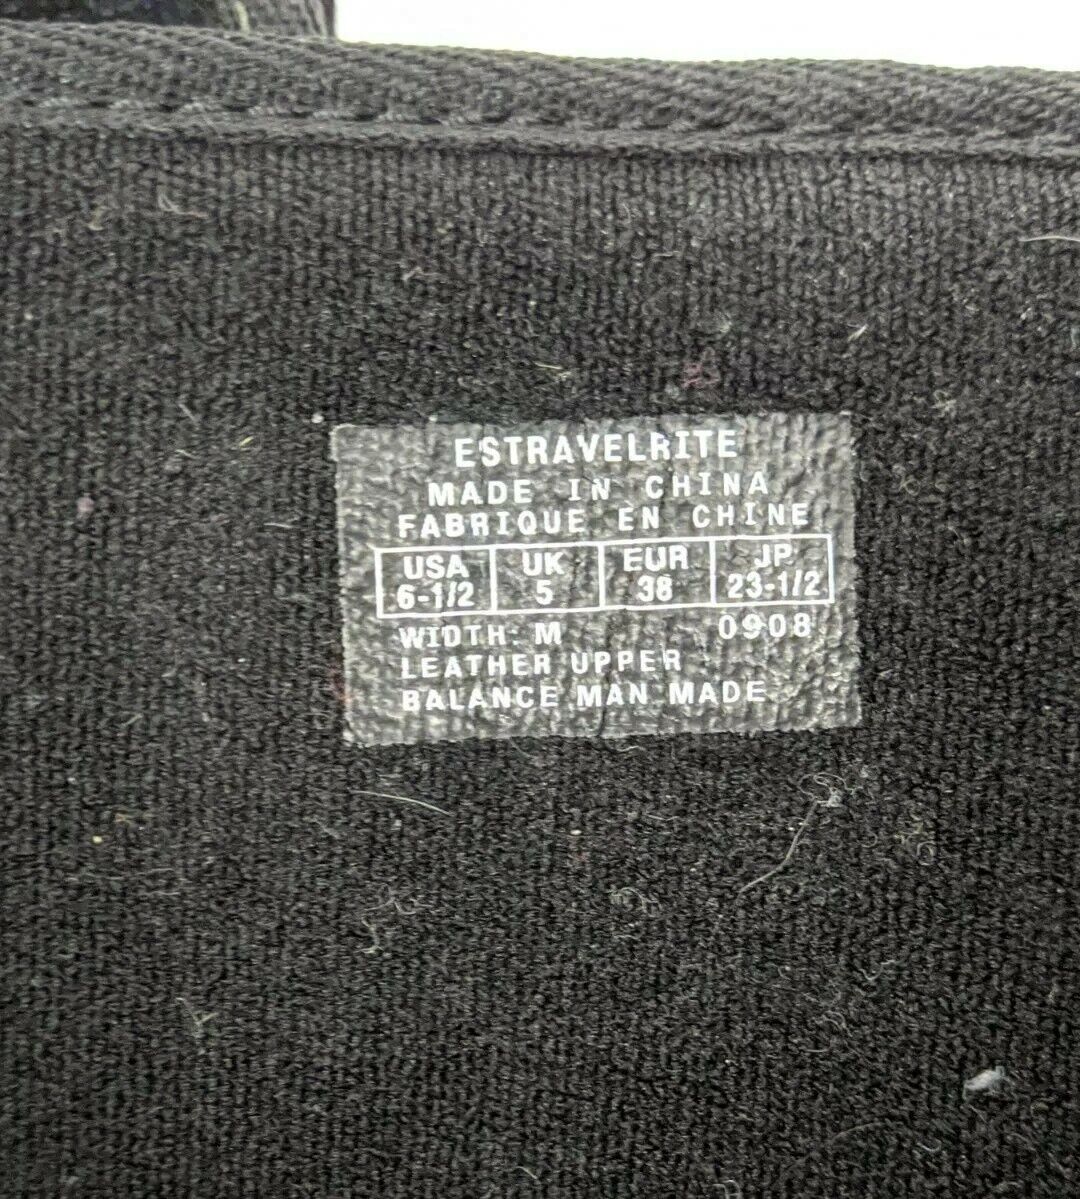 ESTRAVELRITE
MADE IN CHINA
FABRIQUE EN CHINE
USA UK EUR JP
6-1/2 5 38 23-1/2
WIDTH: M 0908
LEATHER UPPER
BALANCE MAN MADE